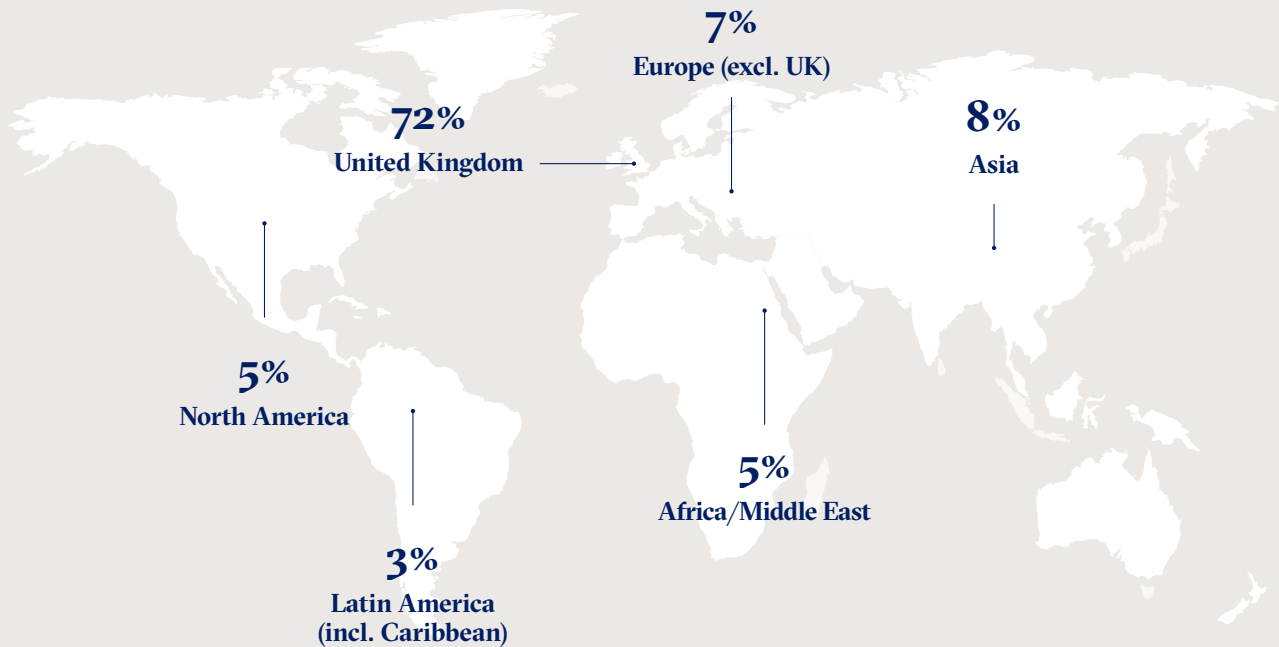 7%
Europe (excl. UK)
72%
United Kingdom
8%
Asia
5%
North America
5%
Africa/Middle East
3%
Latin America
(incl. Caribbean)